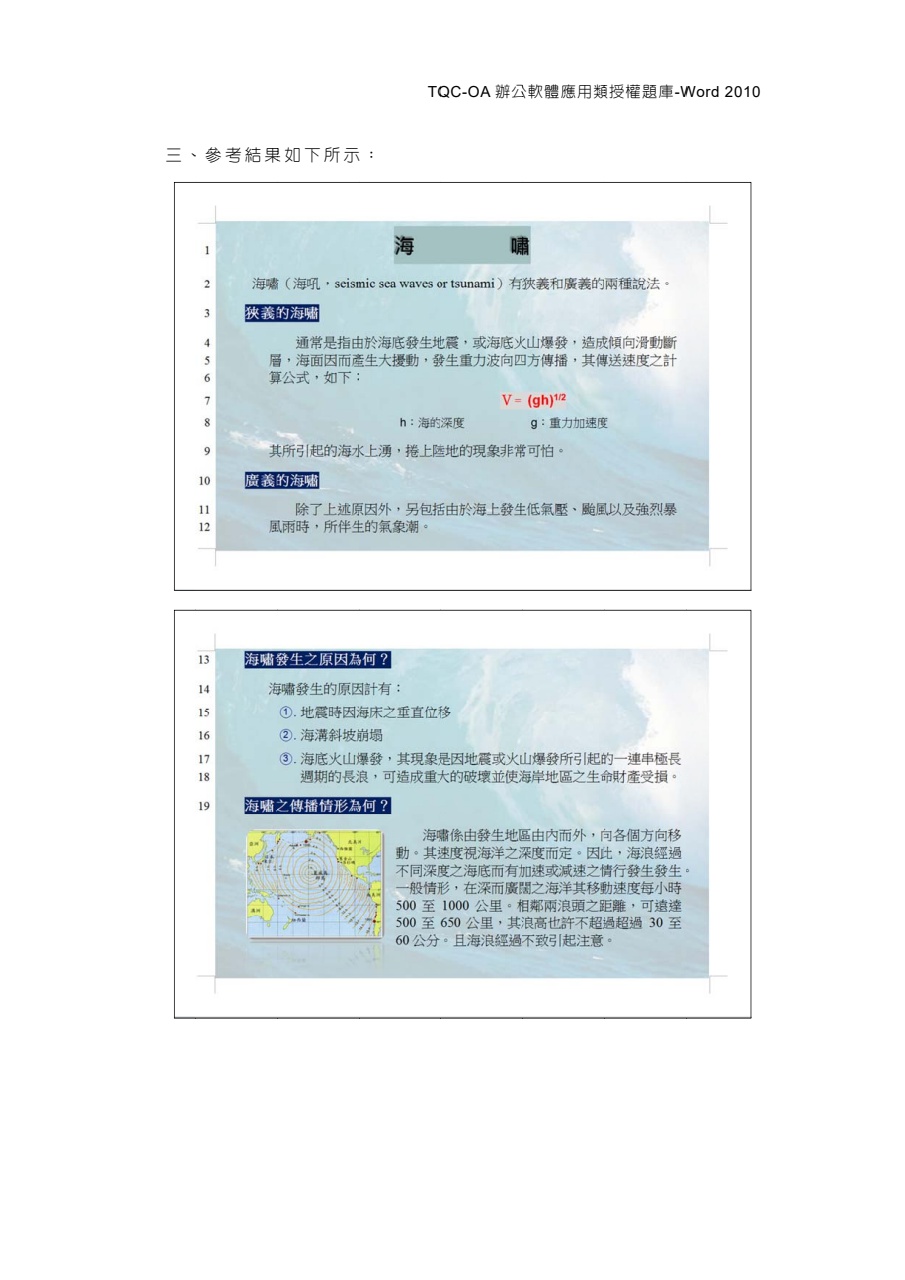 TQC-OA 辦公軟體應用類授權題庫-Word 2010
三、參考結果如下所示：
1 海 嘯
2 海嘯（海吼，seismic sea waves or tsunami）有狹義和廣義的兩種說法。
3 狹義的海嘯
4 通常是指由於海底發生地震，或海底火山爆發，造成傾向滑動斷
5 層，海面因而產生大擾動，發生重力波向四方傳播，其傳送速度之計
6 算公式，如下：
7 V = (gh)1/2
8 h：海的深度 g：重力加速度
9 其所引起的海水上湧，捲上陸地的現象非常可怕。
10 廣義的海嘯
11 除了上述原因外，另包括由於海上發生低氣壓、颱風以及強烈暴
12 風雨時，所伴生的氣象潮。
13 海嘯發生之原因為何？
14 海嘯發生的原因計有：
15 ①. 地震時因海床之垂直位移
16 ②. 海溝斜坡崩塌
17 ③. 海底火山爆發，其現象是因地震或火山爆發所引起的一連串極長
18 週期的長浪，可造成重大的破壞並使海岸地區之生命財產受損。
19 海嘯之傳播情形為何？
海嘯係由發生地區由內而外，向各個方向移
動。其速度視海洋之深度而定。因此，海浪經過
不同深度之海底而有加速或減速之情行發生發生。
一般情形，在深而廣闊之海洋其移動速度每小時
500 至 1000 公里。相鄰兩浪頭之距離，可遠達
500 至 650 公里，其浪高也許不超過超過 30 至
60 公分。且海浪經過不致引起注意。